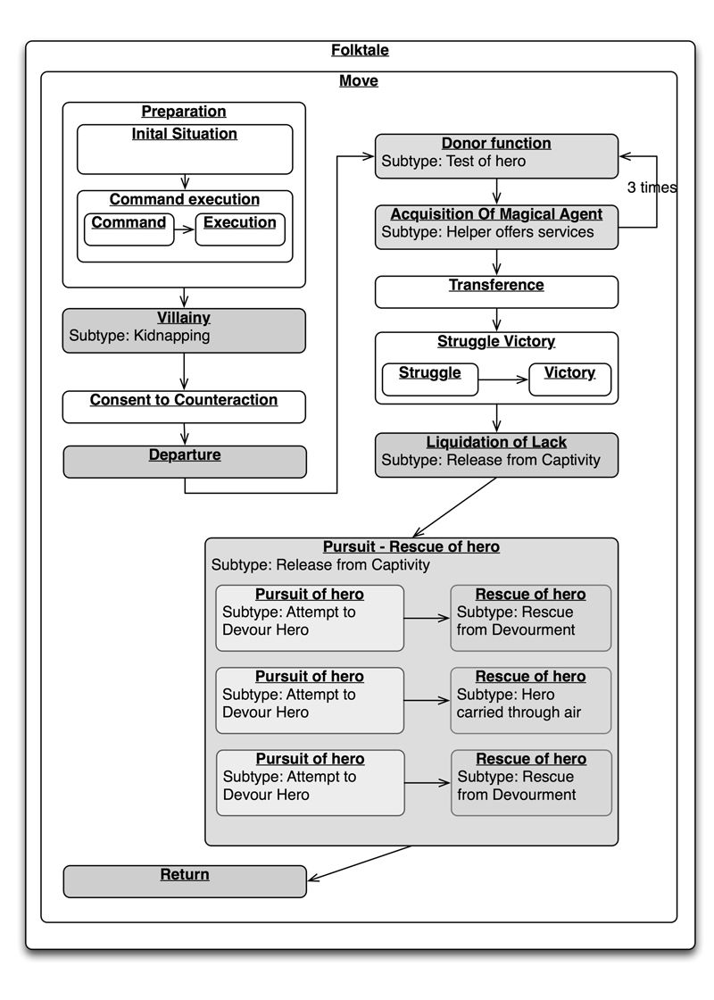 Folktale
Move
Preparation
Inital Situation
Command execution
Command
Execution
Villainy
Subtype: Kidnapping
Consent to Counteraction
Departure
Donor function
Subtype: Test of hero
3 times
Acquisition Of Magical Agent
Subtype: Helper offers services
Transference
Struggle Victory
Struggle
Victory
Liquidation of Lack
Subtype: Release from Captivity
Pursuit - Rescue of hero
Subtype: Release from Captivity
Pursuit of hero
Subtype: Attempt to
Devour Hero
Rescue of hero
Subtype: Rescue
from Devourment
Pursuit of hero
Subtype: Attempt to
Devour Hero
Rescue of hero
Subtype: Hero
carried through air
Pursuit of hero
Subtype: Attempt to
Devour Hero
Rescue of hero
Subtype: Rescue
from Devourment
Return